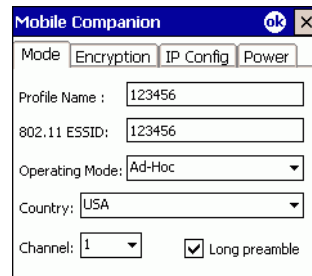 Mobile Companion ok
Mode Encryption IP Config Power
Profile Name : 123456
802.11 ESSID: 123456
Operating Mode: Ad-Hoc
Country: USA
Channel: 1 Long preamble